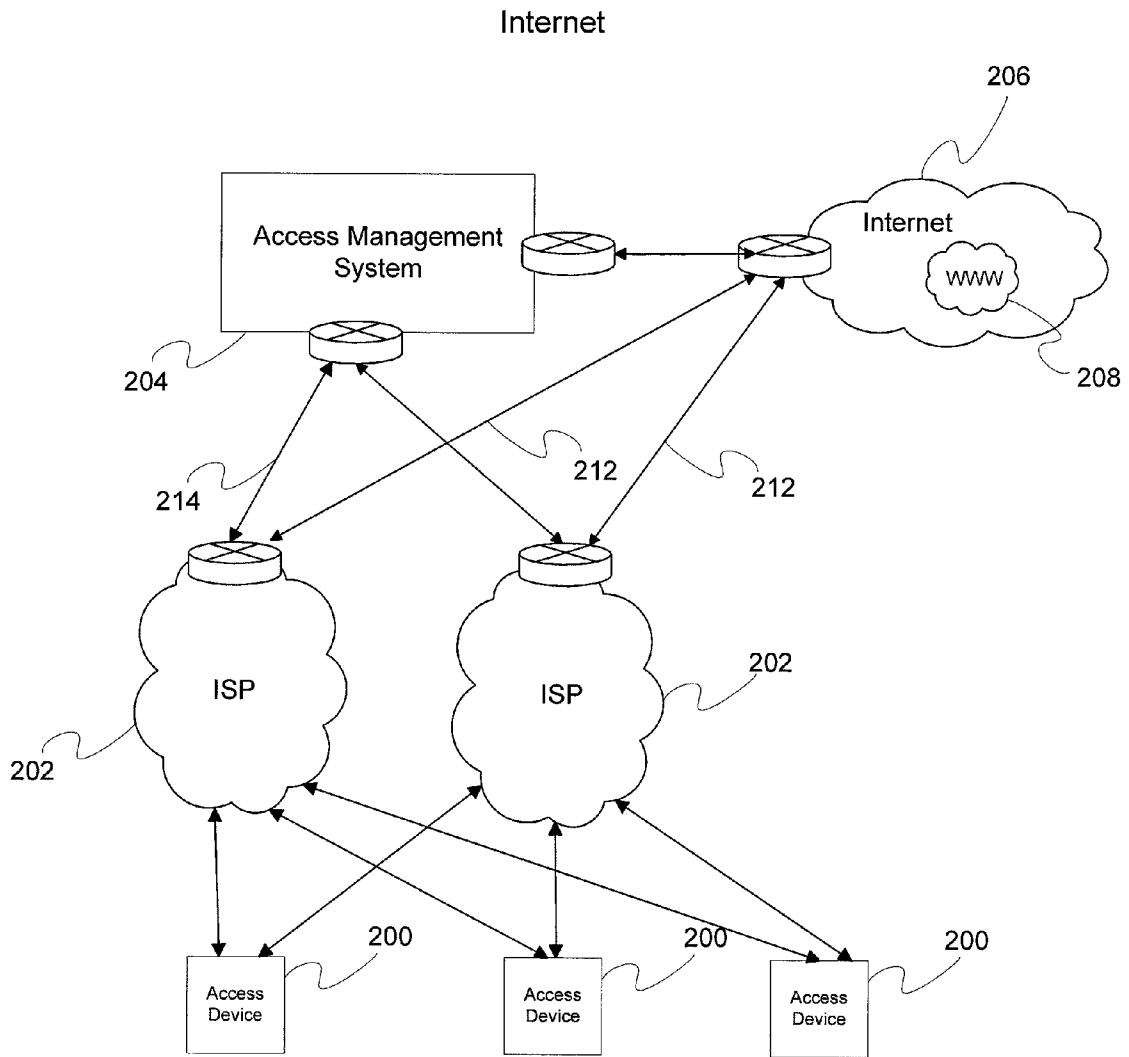 Internet
206
Access Management
System
Internet
WWW
204
208
214
212
212
ISP
ISP
202
202
200
200
200
Access
Device
Access
Device
Access
Device